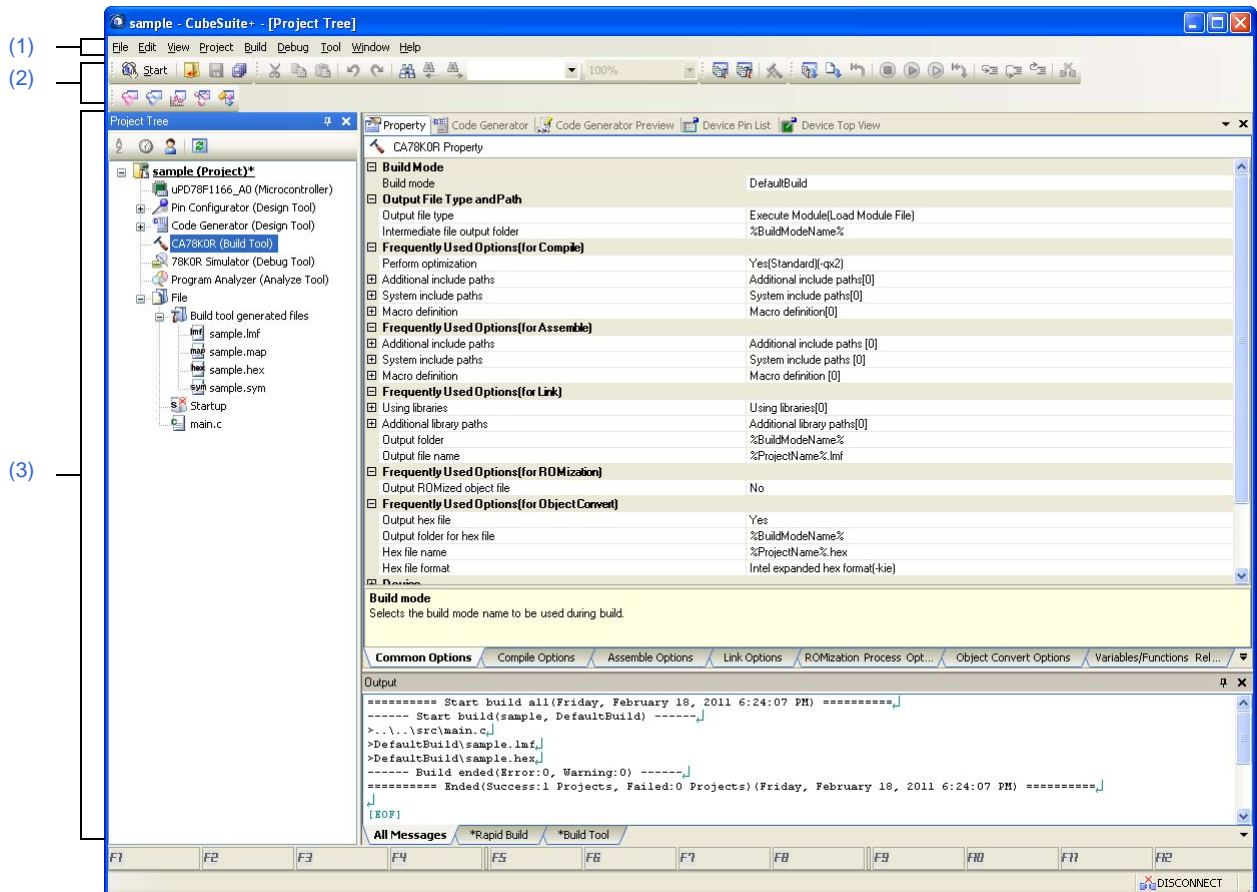 sample - CubeSuite+ - [Project Tree]
(1)
File Edit View Project Build Debug Tool Window Help
(2)
Start 100%
Project Tree
Property Code Generator Code Generator Preview Device Pin List Device Top View
CA78K0R Property
sample (Project)*
uPD78F1166_A0 (Microcontroller)
Pin Configurator (Design Tool)
Code Generator (Design Tool)
CA78K0R (Build Tool)
78K0R Simulator (Debug Tool)
Program Analyzer (Analyze Tool)
File
Build tool generated files
lmf sample.lmf
map sample.map
hex sample.hex
sym sample.sym
Startup
main.c
(3)
Build Mode
Build mode DefaultBuild
Output File Type and Path
Output file type Execute Module(Load Module File)
Intermediate file output folder %BuildModeName%
Frequently Used Options(for Compile)
Perform optimization Yes(Standard)(-qx2)
Additional include paths Additional include paths[0]
System include paths System include paths[0]
Macro definition Macro definition[0]
Frequently Used Options(for Assemble)
Additional include paths Additional include paths [0]
System include paths System include paths [0]
Macro definition Macro definition [0]
Frequently Used Options(for Link)
Using libraries Using libraries[0]
Additional library paths Additional library paths[0]
Output folder %BuildModeName%
Output file name %ProjectName%.lmf
Frequently Used Options(for ROMization)
Output ROMized object file No
Frequently Used Options(for Object Convert)
Output hex file Yes
Output folder for hex file %BuildModeName%
Hex file name %ProjectName%.hex
Hex file format Intel expanded hex format(-kie)
Device
Build mode
Selects the build mode name to be used during build.
Common Options Compile Options Assemble Options Link Options ROMization Process Opt... Object Convert Options Variables/Functions Rel...
Output
========== Start build all(Friday, February 18, 2011 6:24:07 PM) ==========
------ Start build(sample, DefaultBuild) ------
>..\..\src\main.c
>DefaultBuild\sample.lmf
>DefaultBuild\sample.hex
------ Build ended(Error:0, Warning:0) ------
========== Ended(Success:1 Projects, Failed:0 Projects)(Friday, February 18, 2011 6:24:07 PM) ==========
[EOF]
All Messages *Rapid Build *Build Tool
F1 F2 F3 F4 F5 F6 F7 F8 F9 F10 F11 F12
DISCONNECT